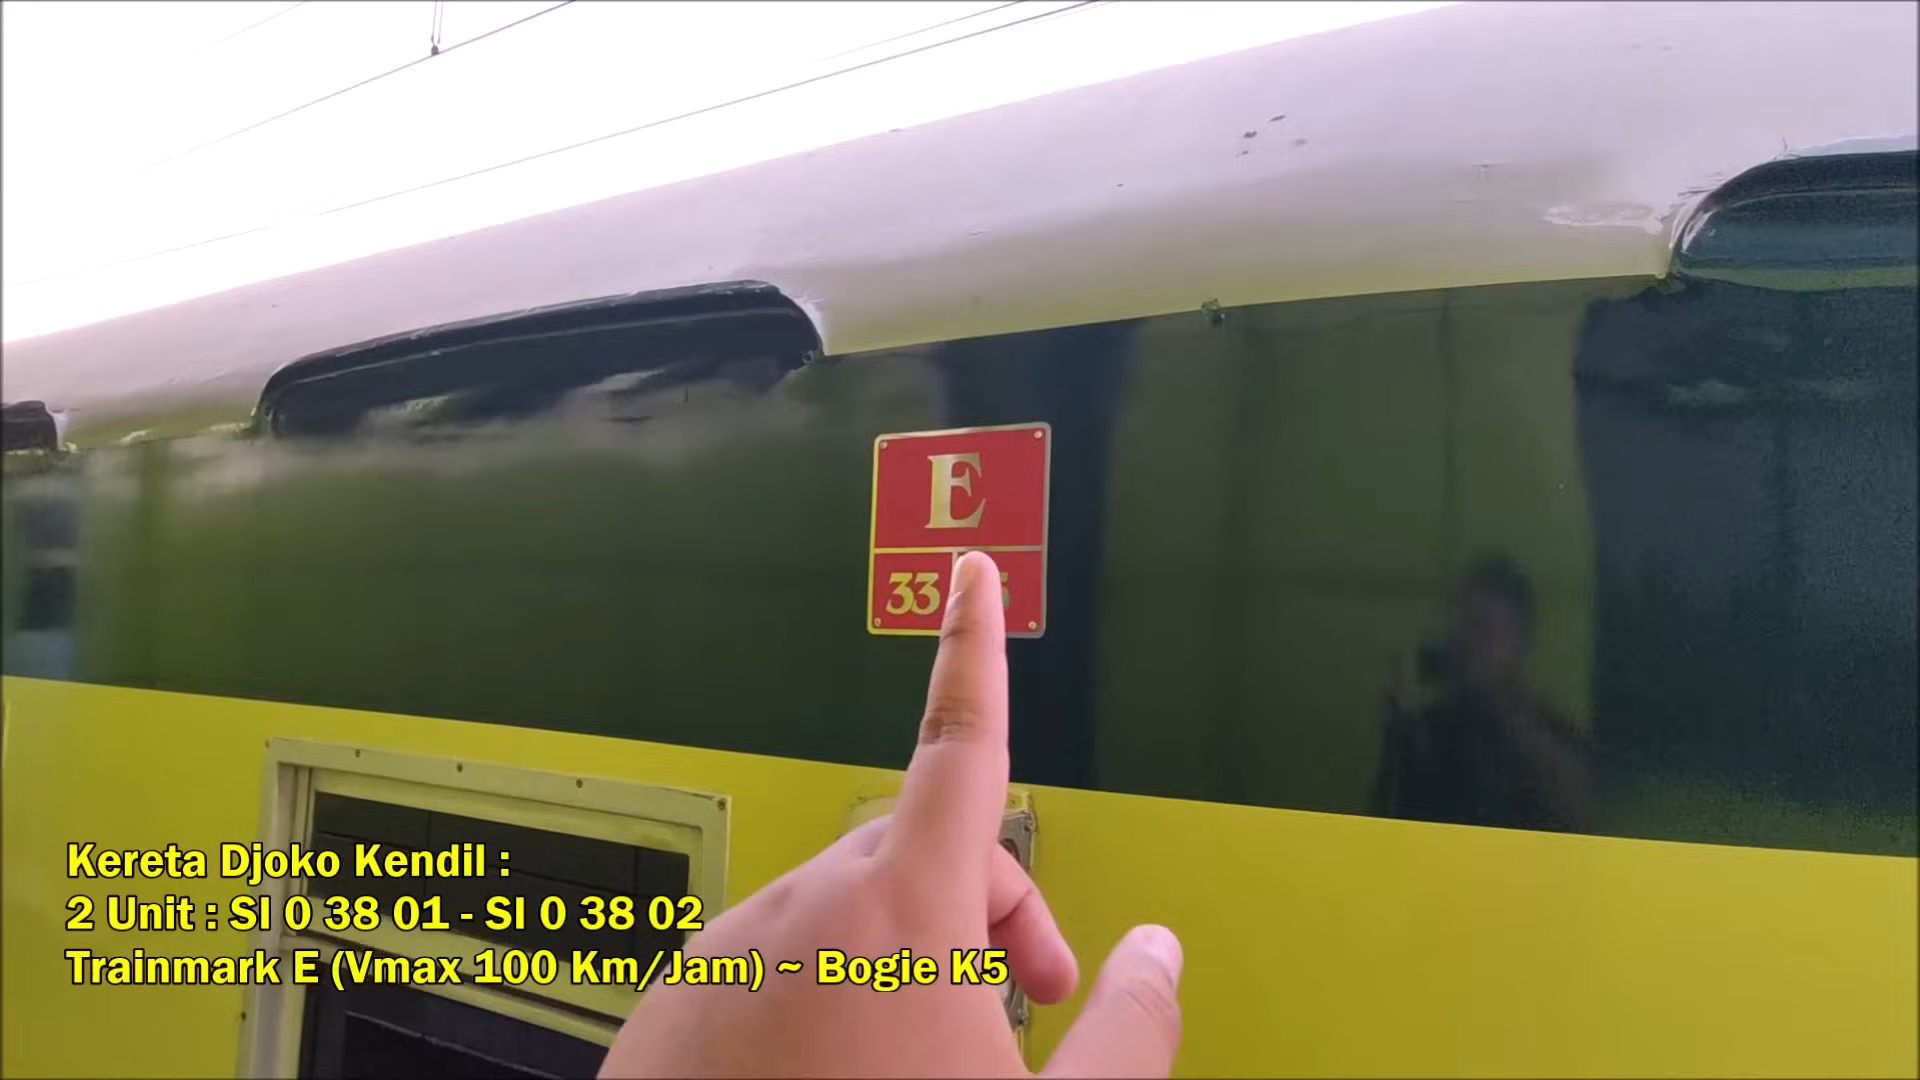 E
33
Kereta Djoko Kendil :
2 Unit : SI 0 38 01 - SI 0 38 02
Trainmark E (Vmax 100 Km/Jam) ~ Bogie K5